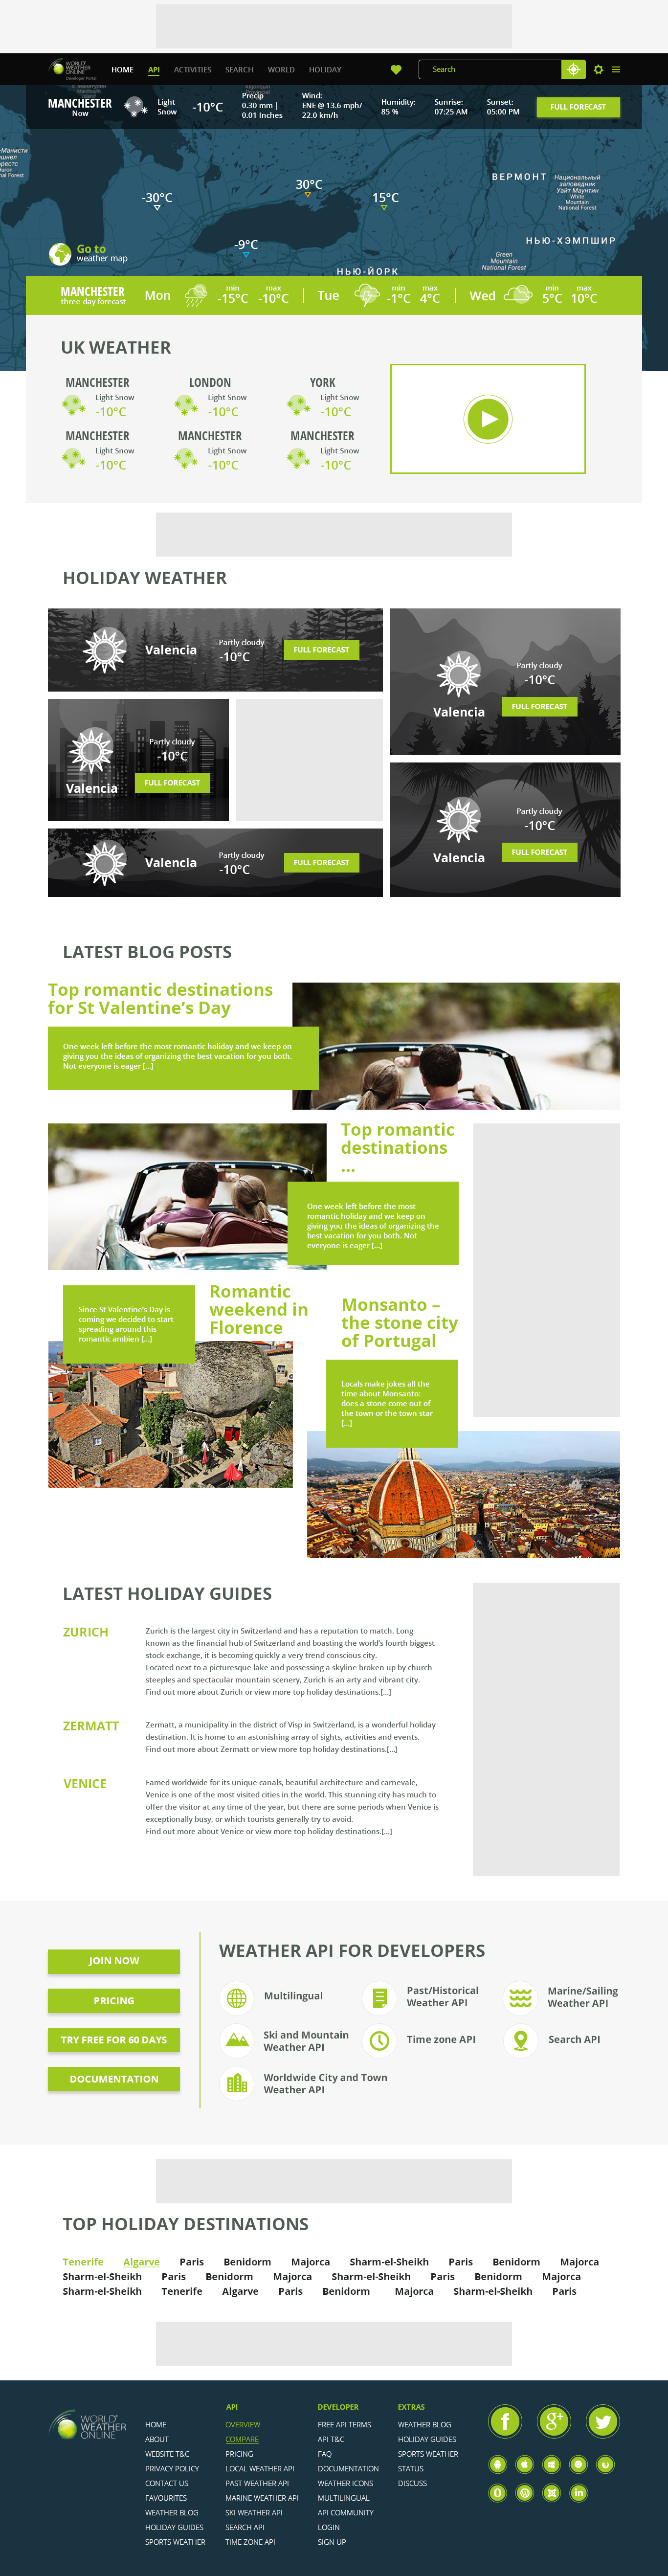 WORLD
WEATHER
ONLINE
Developer Portal
HOME
API
ACTIVITIES
SEARCH
WORLD
HOLIDAY
Search
MANCHESTER
Now
Light
Snow
-10°C
Precip
0.30 mm |
0.01 Inches
Wind:
ENE @ 13.6 mph/
22.0 km/h
Humidity:
85 %
Sunrise:
07:25 AM
Sunset:
05:00 PM
FULL FORECAST
-30°C
30°C
15°C
-9°C
ВЕРМОНТ
Национальный
заповедник
Уайт Маунтин
White
Mountain
National Forest
НЬЮ-ХЭМПШИР
Green
Mountain
National Forest
НЬЮ-ЙОРК
Go to
weather map
MANCHESTER
three-day forecast
Mon
min
-15°C
max
-10°C
Tue
min
-1°C
max
4°C
Wed
min
5°C
max
10°C
UK WEATHER
MANCHESTER
Light Snow
-10°C
LONDON
Light Snow
-10°C
YORK
Light Snow
-10°C
MANCHESTER
Light Snow
-10°C
MANCHESTER
Light Snow
-10°C
MANCHESTER
Light Snow
-10°C
HOLIDAY WEATHER
Valencia
Partly cloudy
-10°C
FULL FORECAST
Valencia
Partly cloudy
-10°C
FULL FORECAST
Valencia
Partly cloudy
-10°C
FULL FORECAST
Valencia
Partly cloudy
-10°C
FULL FORECAST
Valencia
Partly cloudy
-10°C
FULL FORECAST
LATEST BLOG POSTS
Top romantic destinations
for St Valentine's Day
One week left before the most romantic holiday and we keep on
giving you the ideas of organizing the best vacation for you both.
Not everyone is eager [...]
Top romantic
destinations
...
One week left before the most
romantic holiday and we keep on
giving you the ideas of organizing the
best vacation for you both. Not
everyone is eager [...]
Since St Valentine's Day is
coming we decided to start
spreading around this
romantic ambien [...]
Romantic
weekend in
Florence
Monsanto –
the stone city
of Portugal
Locals make jokes all the
time about Monsanto:
does a stone come out of
the town or the town star
[...]
LATEST HOLIDAY GUIDES
ZURICH
Zurich is the largest city in Switzerland and has a reputation to match. Long
known as the financial hub of Switzerland and boasting the world's fourth biggest
stock exchange, it is becoming quickly a very trend conscious city.
Located next to a picturesque lake and possessing a skyline broken up by church
steeples and spectacular mountain scenery, Zurich is an arty and vibrant city.
Find out more about Zurich or view more top holiday destinations.[...]
ZERMATT
Zermatt, a municipality in the district of Visp in Switzerland, is a wonderful holiday
destination. It is home to an astonishing array of sights, activities and events.
Find out more about Zermatt or view more top holiday destinations.[...]
VENICE
Famed worldwide for its unique canals, beautiful architecture and carnevale,
Venice is one of the most visited cities in the world. This stunning city has much to
offer the visitor at any time of the year, but there are some periods when Venice is
exceptionally busy, or which tourists generally try to avoid.
Find out more about Venice or view more top holiday destinations.[...]
JOIN NOW
PRICING
TRY FREE FOR 60 DAYS
DOCUMENTATION
WEATHER API FOR DEVELOPERS
Multilingual
Past/Historical
Weather API
Marine/Sailing
Weather API
Ski and Mountain
Weather API
Time zone API
Search API
Worldwide City and Town
Weather API
TOP HOLIDAY DESTINATIONS
Tenerife Algarve Paris Benidorm Majorca Sharm-el-Sheikh Paris Benidorm Majorca
Sharm-el-Sheikh Paris Benidorm Majorca Sharm-el-Sheikh Paris Benidorm Majorca
Sharm-el-Sheikh Tenerife Algarve Paris Benidorm Majorca Sharm-el-Sheikh Paris
WORLD
WEATHER
ONLINE
HOME
ABOUT
WEBSITE T&C
PRIVACY POLICY
CONTACT US
FAVOURITES
WEATHER BLOG
HOLIDAY GUIDES
SPORTS WEATHER
API
OVERVIEW
COMPARE
PRICING
LOCAL WEATHER API
PAST WEATHER API
MARINE WEATHER API
SKI WEATHER API
SEARCH API
TIME ZONE API
DEVELOPER
FREE API TERMS
API T&C
FAQ
DOCUMENTATION
WEATHER ICONS
MULTILINGUAL
API COMMUNITY
LOGIN
SIGN UP
EXTRAS
WEATHER BLOG
HOLIDAY GUIDES
SPORTS WEATHER
STATUS
DISCUSS